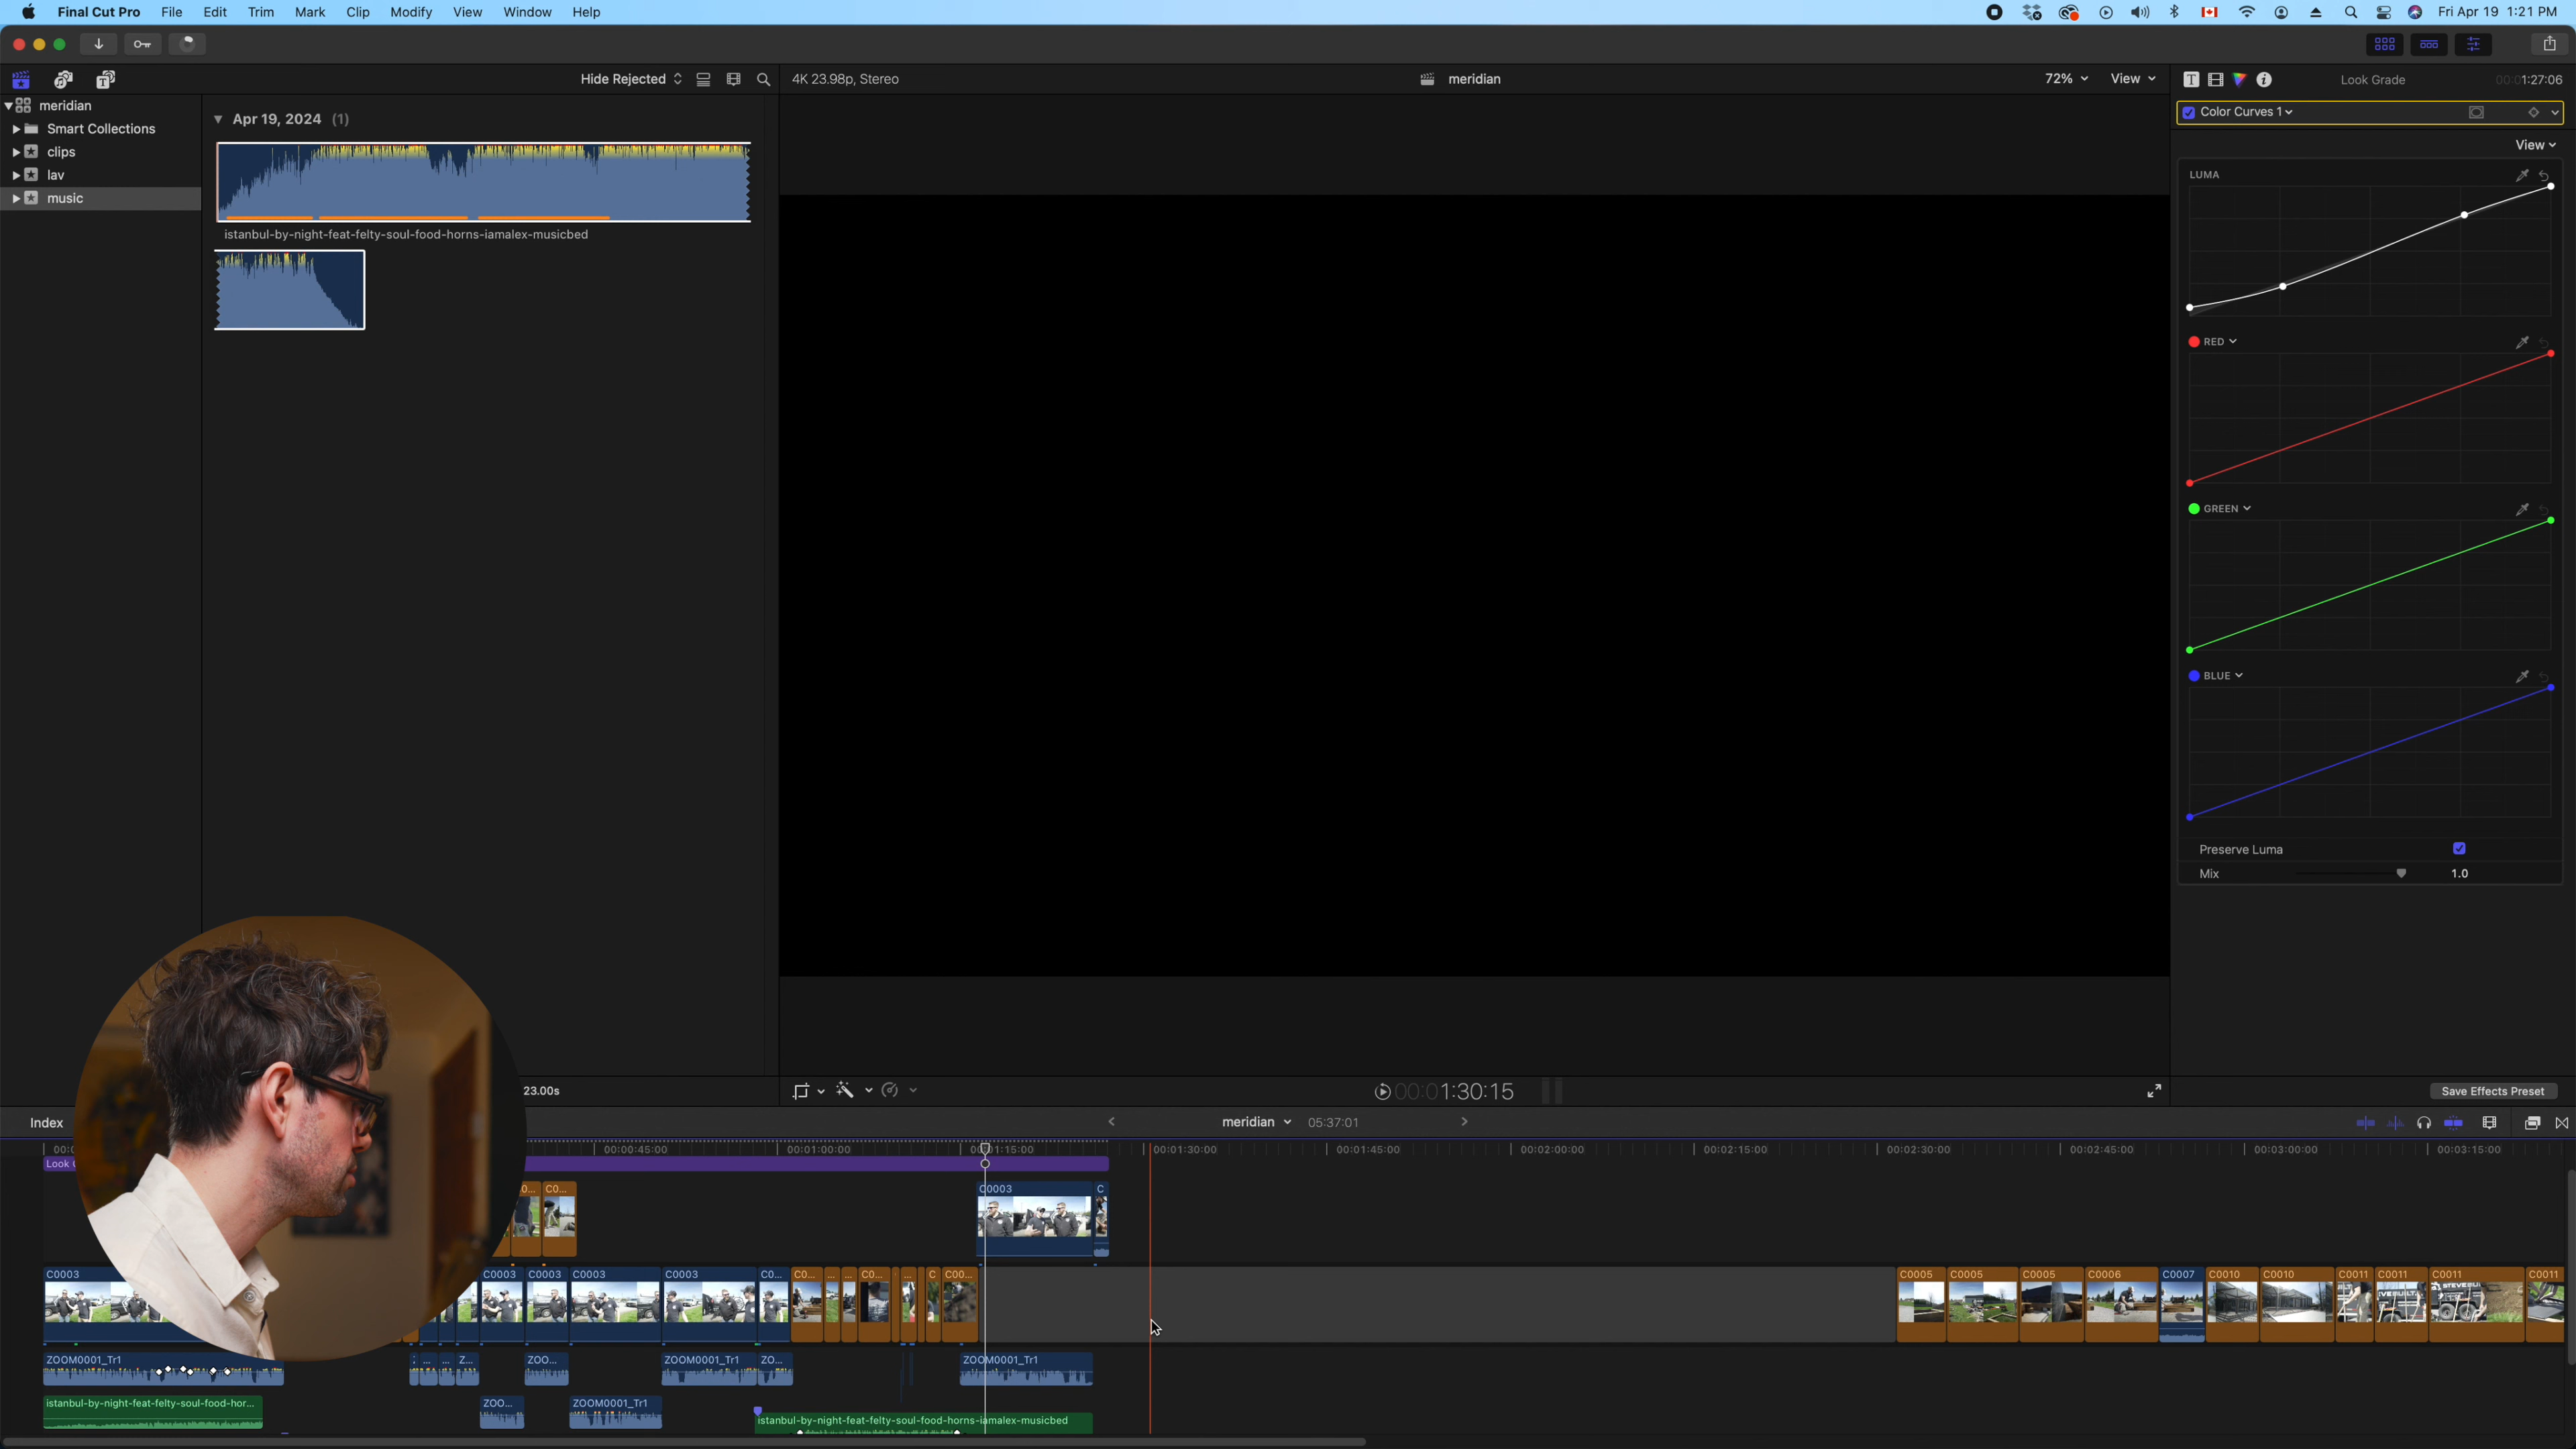 Final Cut Pro File Edit Trim Mark Clip Modify View Window Help Fri Apr 19 1:21 PM
Hide Rejected 4K 23.98p, Stereo meridian 72% View Look Grade 00:01:27:06
meridian
Smart Collections
clips
lav
music
Apr 19, 2024 (1)
istanbul-by-night-feat-felty-soul-food-horns-iamalex-musicbed
Color Curves 1
View
LUMA
RED
GREEN
BLUE
Preserve Luma
Mix 1.0
23.00s 00:00:1:30:15 Save Effects Preset
Index meridian 05:37:01
00:00:45:00 00:01:00:00 00:01:15:00 00:01:30:00 00:01:45:00 00:02:00:00 00:02:15:00 00:02:30:00 00:02:45:00 00:03:00:00 00:03:15:00
Look
C0... C0003 C
C0003 C0003 C0003 C0003 C0003 C0... C0... ... ... C0... ... C C00... C0005 C0005 C0005 C0006 C0007 C0010 C0010 C0011 C0011 C0011 C0011
ZOOM0001_Tr1 ... ... Z... ZOO... ZOOM0001_Tr1 ZO... ZOOM0001_Tr1
istanbul-by-night-feat-felty-soul-food-hor... ZOO... ZOOM0001_Tr1
istanbul-by-night-feat-felty-soul-food-horns-iamalex-musicbed